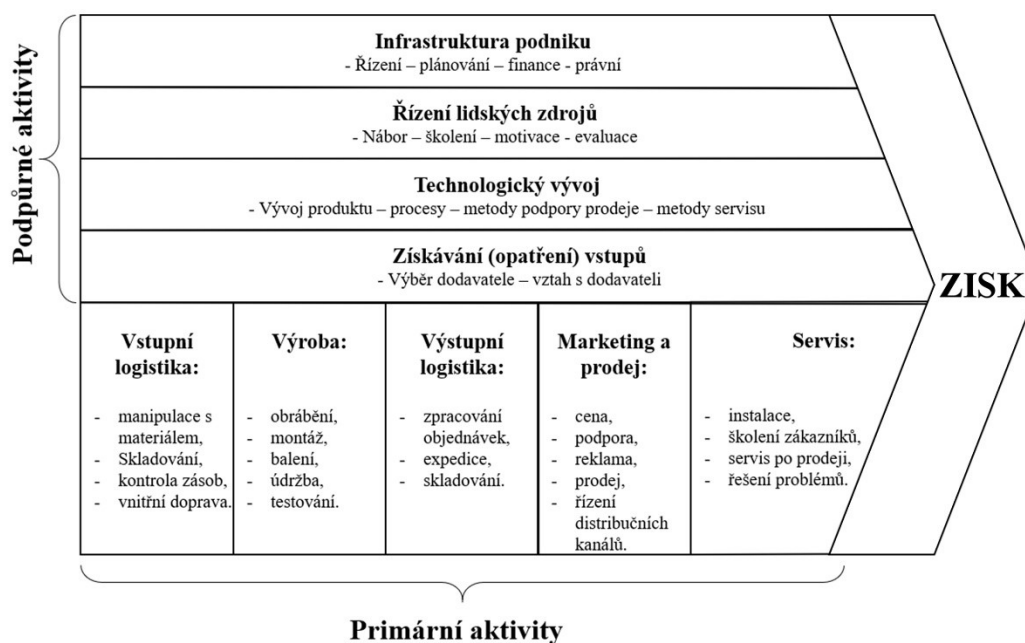 Podpůrné aktivity
Infrastruktura podniku
- Řízení – plánování – finance - právní
Řízení lidských zdrojů
- Nábor – školení – motivace - evaluace
Technologický vývoj
- Vývoj produktu – procesy – metody podpory prodeje – metody servisu
Získávání (opatření) vstupů
- Výběr dodavatele – vztah s dodavateli
ZISK
Vstupní
logistika:
- manipulace s
materiálem,
- Skladování,
- kontrola zásob,
- vnitřní doprava.
Výroba:
- obrábění,
- montáž,
- balení,
- údržba,
- testování.
Výstupní
logistika:
- zpracování
objednávek,
- expedice,
- skladování.
Marketing a
prodej:
- cena,
- podpora,
- reklama,
- prodej,
- řízení
distribučních
kanálů.
Servis:
- instalace,
- školení zákazníků,
- servis po prodeji,
- řešení problémů.
Primární aktivity